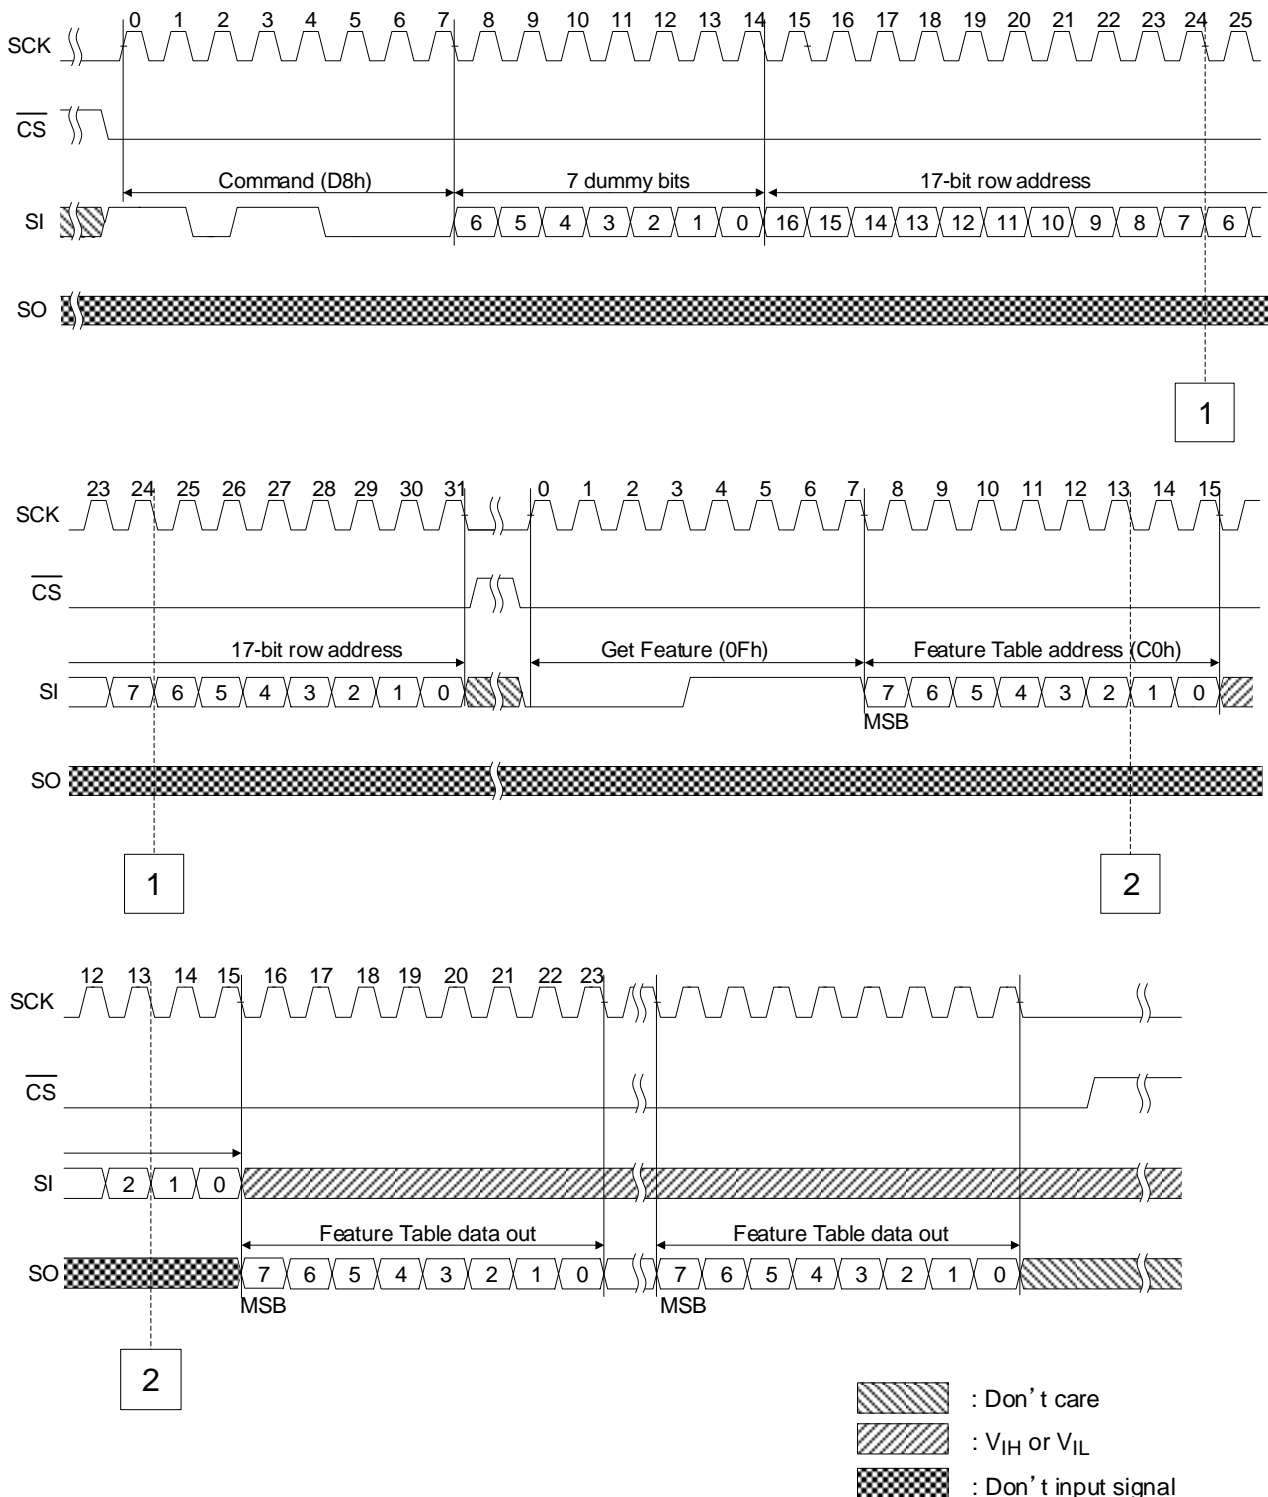 0 1 2 3 4 5 6 7 8 9 10 11 12 13 14 15 16 17 18 19 20 21 22 23 24 25
SCK
CS
Command (D8h) 7 dummy bits 17-bit row address
SI 6 5 4 3 2 1 0 16 15 14 13 12 11 10 9 8 7 6
SO
1
23 24 25 26 27 28 29 30 31 0 1 2 3 4 5 6 7 8 9 10 11 12 13 14 15
SCK
CS
17-bit row address Get Feature (0Fh) Feature Table address (C0h)
SI 7 6 5 4 3 2 1 0 7 6 5 4 3 2 1 0
MSB
SO
1 2
12 13 14 15 16 17 18 19 20 21 22 23
SCK
CS
SI 2 1 0
Feature Table data out Feature Table data out
SO 7 6 5 4 3 2 1 0 7 6 5 4 3 2 1 0
MSB MSB
2
: Don't care
: VIH or VIL
: Don't input signal